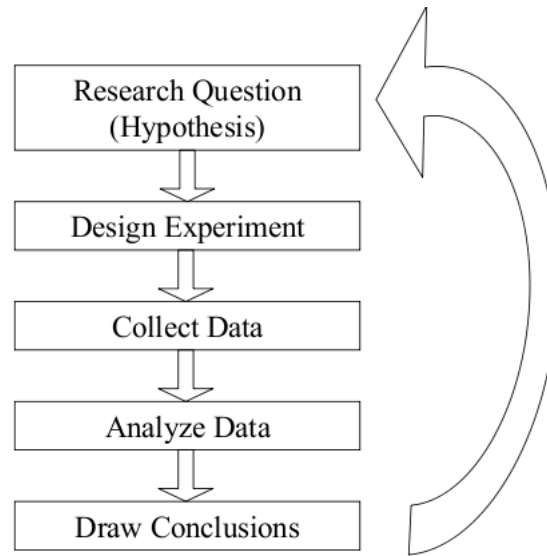 Research Question
(Hypothesis)
Design Experiment
Collect Data
Analyze Data
Draw Conclusions